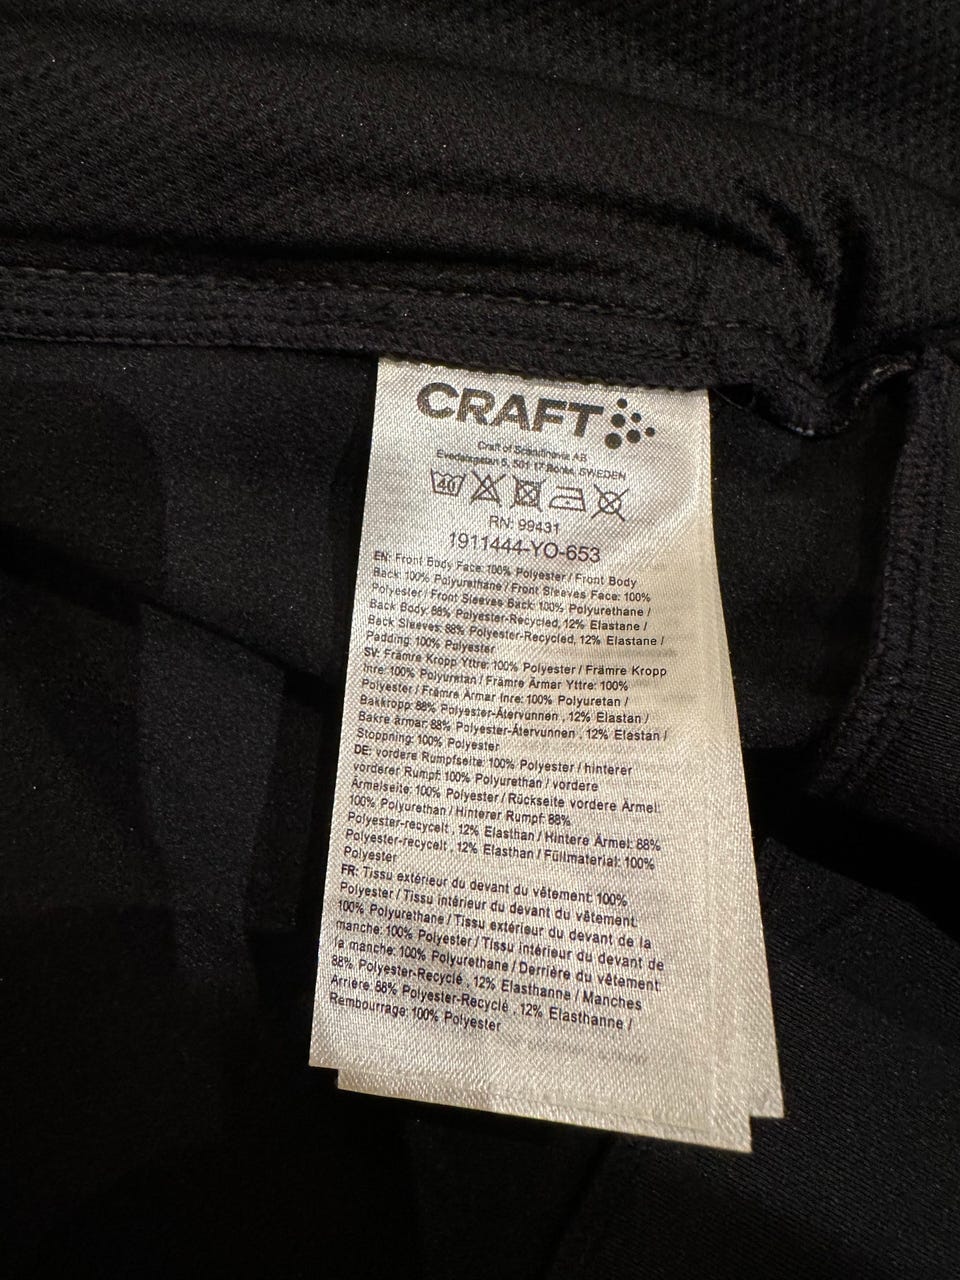 CRAFT
Craft of Scandinavia AB
Evedalsgatan 5, 501 17 Borås, SWEDEN
40
RN: 99431
1911444-YO-653
EN: Front Body Face: 100% Polyester / Front Body
Back: 100% Polyurethane / Front Sleeves Face: 100%
Polyester / Front Sleeves Back: 100% Polyurethane /
Back Body: 88% Polyester-Recycled, 12% Elastane /
Back Sleeves: 88% Polyester-Recycled, 12% Elastane /
Padding: 100% Polyester
SV: Främre Kropp Yttre: 100% Polyester / Främre Kropp
Inre: 100% Polyuretan / Främre Ärmar Yttre: 100%
Polyester / Främre Ärmar Inre: 100% Polyuretan /
Bakkropp: 88% Polyester-Återvunnen , 12% Elastan /
Bakre ärmar: 88% Polyester-Återvunnen , 12% Elastan /
Stoppning: 100% Polyester
DE: vordere Rumpfseite: 100% Polyester / hinterer
vorderer Rumpf: 100% Polyurethan / vordere
Ärmelseite: 100% Polyester / Rückseite vordere Ärmel:
100% Polyurethan / Hinterer Rumpf: 88%
Polyester-recycelt , 12% Elasthan / Hintere Ärmel: 88%
Polyester-recycelt , 12% Elasthan / Füllmaterial: 100%
Polyester
FR: Tissu extérieur du devant du vêtement: 100%
Polyester / Tissu intérieur du devant du vêtement:
100% Polyurethane / Tissu extérieur du devant de la
manche: 100% Polyester / Tissu intérieur du devant de
la manche: 100% Polyurethane / Derrière du vêtement:
88% Polyester-Recyclé , 12% Elasthanne / Manches
Arrière: 88% Polyester-Recyclé , 12% Elasthanne /
Rembourrage: 100% Polyester